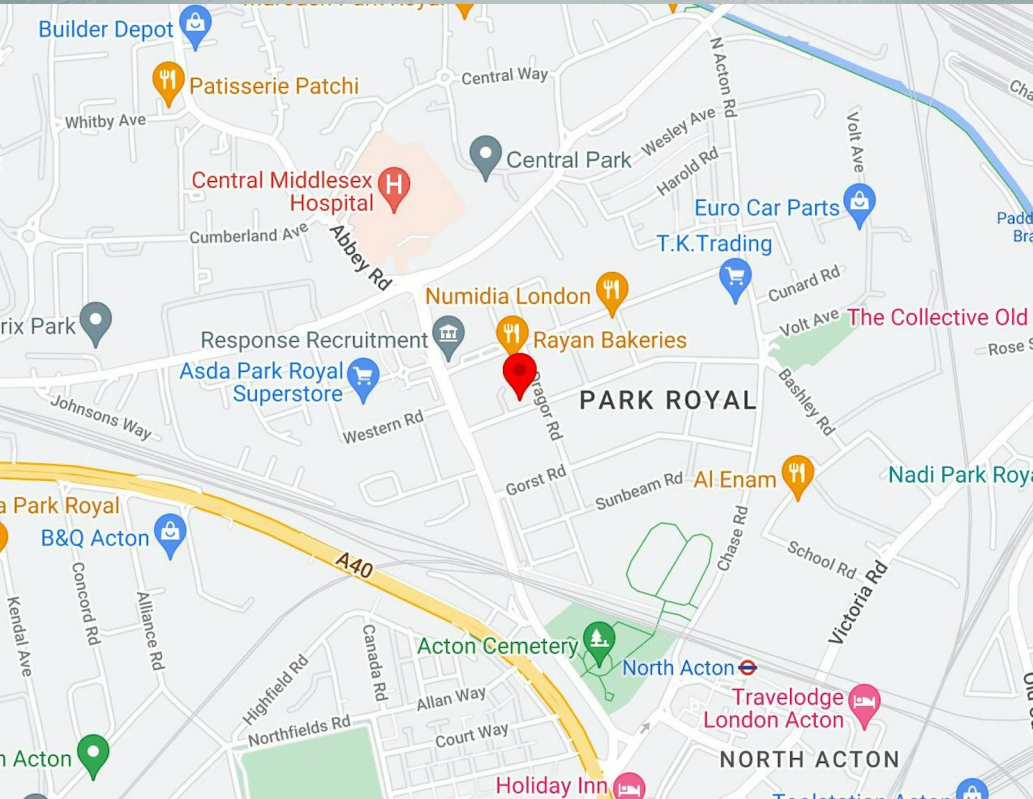 Builder Depot
Patisserie Patchi
Central Way
N Acton Rd
Whitby Ave
Central Park
Wesley Ave
Harold Rd
Volt Ave
Central Middlesex
Hospital
H
Euro Car Parts
Cumberland Ave
Abbey Rd
T.K.Trading
Numidia London
Cunard Rd
Volt Ave
The Collective Old
rix Park
Response Recruitment
Rayan Bakeries
Rose
Asda Park Royal
Superstore
Dragor Rd
PARK ROYAL
Bashley Rd
Johnsons Way
Western Rd
Gorst Rd
Sunbeam Rd
Al Enam
Nadi Park Roya
a Park Royal
B&Q Acton
A40
Chase Rd
School Rd
Victoria Rd
Concord Rd
Alliance Rd
Kendal Ave
Canada Rd
Acton Cemetery
North Acton
Highfield Rd
Allan Way
Travelodge
London Acton
Northfields Rd
Court Way
n Acton
NORTH ACTON
Holiday Inn